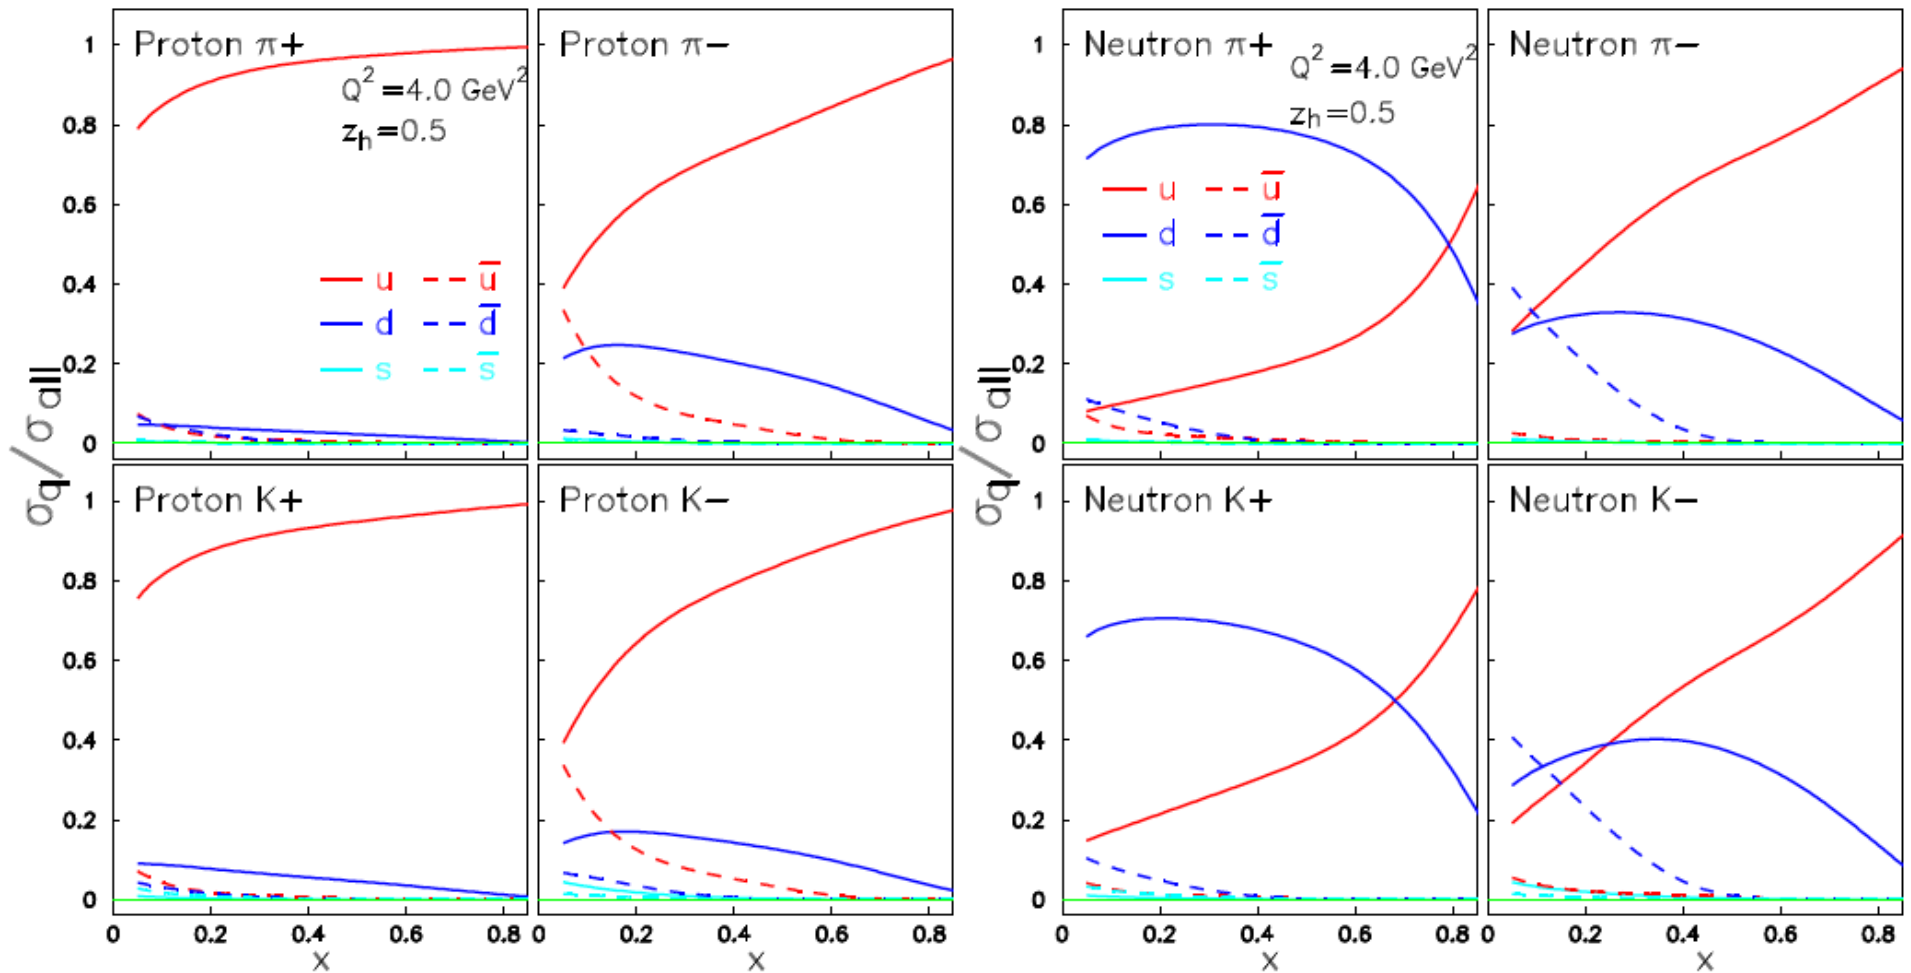 Proton π+
Q² = 4.0 GeV²
z_h = 0.5
u ū
d d̄
s s̄
1
0.8
0.6
0.4
0.2
0
Proton π−
σq / σall
Neutron π+
Q² = 4.0 GeV²
z_h = 0.5
u ū
d d̄
s s̄
1
0.8
0.6
0.4
0.2
0
Neutron π−
σq / σall
Proton K+
1
0.8
0.6
0.4
0.2
0
0 0.2 0.4 0.6 0.8
x
Proton K−
0 0.2 0.4 0.6 0.8
x
Neutron K+
1
0.8
0.6
0.4
0.2
0
0 0.2 0.4 0.6 0.8
x
Neutron K−
0 0.2 0.4 0.6 0.8
x